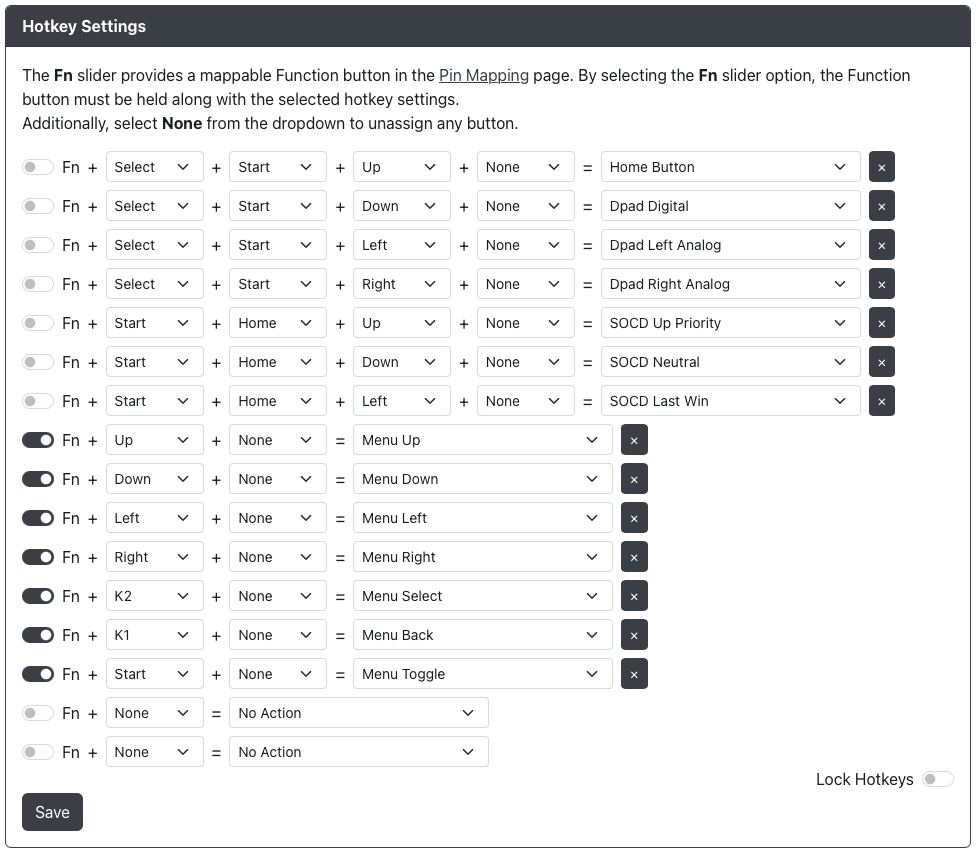 Hotkey Settings
The Fn slider provides a mappable Function button in the Pin Mapping page. By selecting the Fn slider option, the Function
button must be held along with the selected hotkey settings.
Additionally, select None from the dropdown to unassign any button.
Fn + Select + Start + Up + None = Home Button ×
Fn + Select + Start + Down + None = Dpad Digital ×
Fn + Select + Start + Left + None = Dpad Left Analog ×
Fn + Select + Start + Right + None = Dpad Right Analog ×
Fn + Start + Home + Up + None = SOCD Up Priority ×
Fn + Start + Home + Down + None = SOCD Neutral ×
Fn + Start + Home + Left + None = SOCD Last Win ×
Fn + Up + None = Menu Up ×
Fn + Down + None = Menu Down ×
Fn + Left + None = Menu Left ×
Fn + Right + None = Menu Right ×
Fn + K2 + None = Menu Select ×
Fn + K1 + None = Menu Back ×
Fn + Start + None = Menu Toggle ×
Fn + None = No Action
Fn + None = No Action
Lock Hotkeys
Save